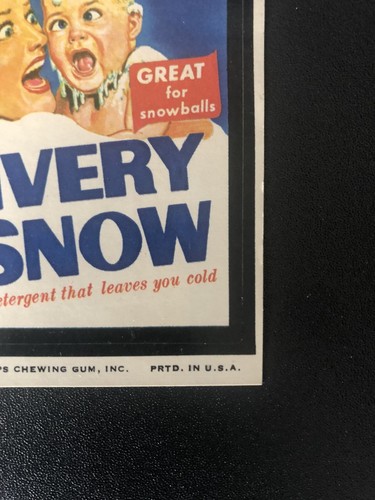 GREAT
for
snowballs
IVERY
SNOW
etergent that leaves you cold
PS CHEWING GUM, INC. PRTD. IN U.S.A.